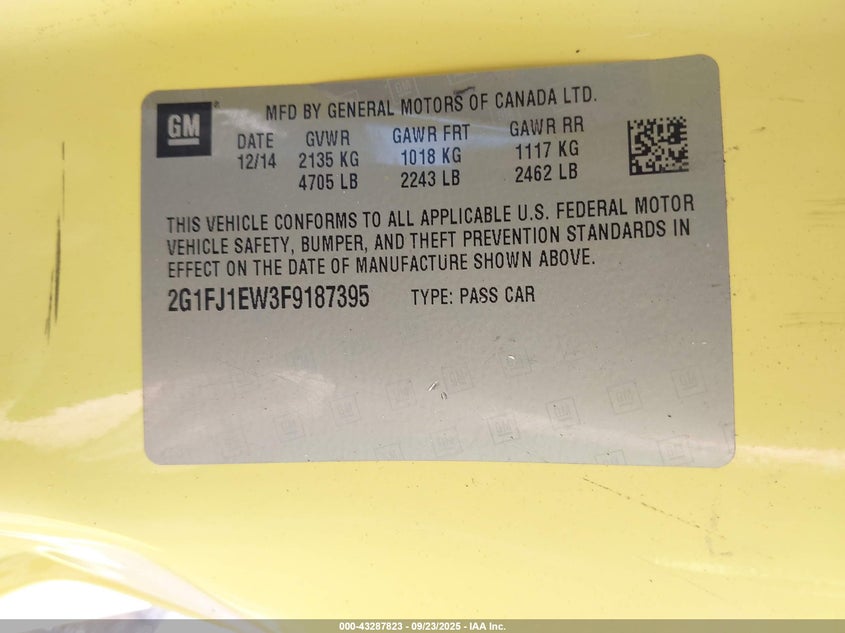 GM
®
MFD BY GENERAL MOTORS OF CANADA LTD.
DATE GVWR GAWR FRT GAWR RR
12/14 2135 KG 1018 KG 1117 KG
4705 LB 2243 LB 2462 LB
THIS VEHICLE CONFORMS TO ALL APPLICABLE U.S. FEDERAL MOTOR
VEHICLE SAFETY, BUMPER, AND THEFT PREVENTION STANDARDS IN
EFFECT ON THE DATE OF MANUFACTURE SHOWN ABOVE.
2G1FJ1EW3F9187395 TYPE: PASS CAR
000-43287823 - 09/23/2025 - IAA Inc.